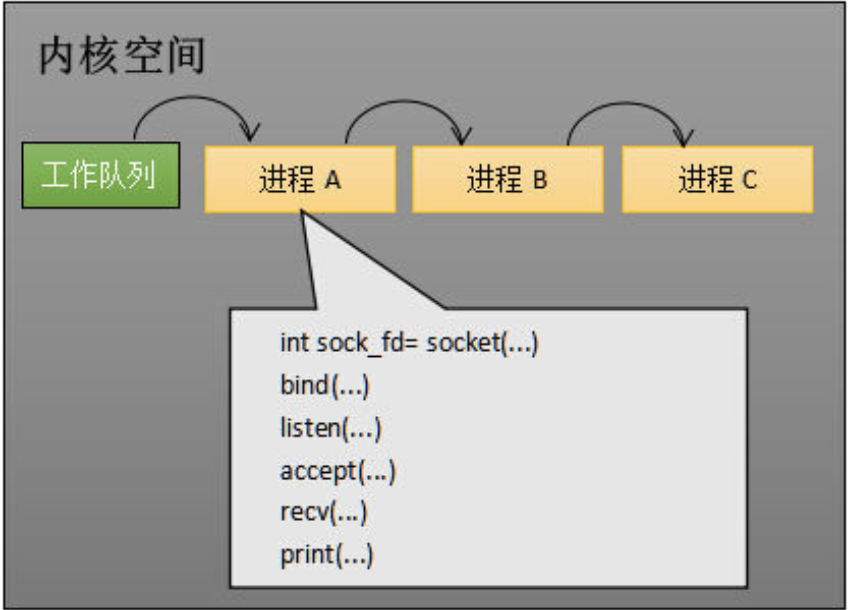 内核空间
工作队列
进程 A
进程 B
进程 C
int sock_fd= socket(...)
bind(...)
listen(...)
accept(...)
recv(...)
print(...)